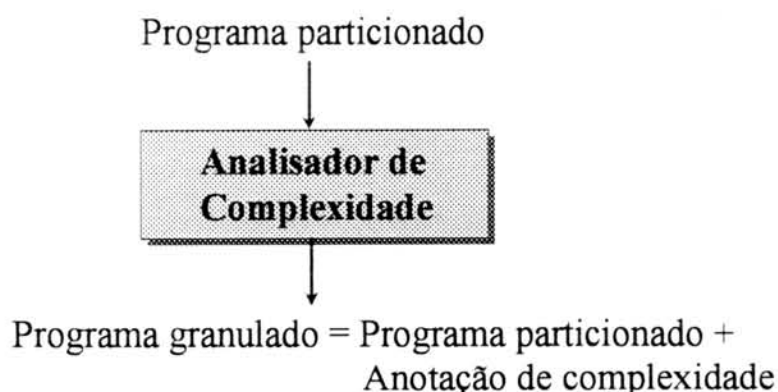 Programa particionado
Analisador de
Complexidade
Programa granulado = Programa particionado +
Anotação de complexidade